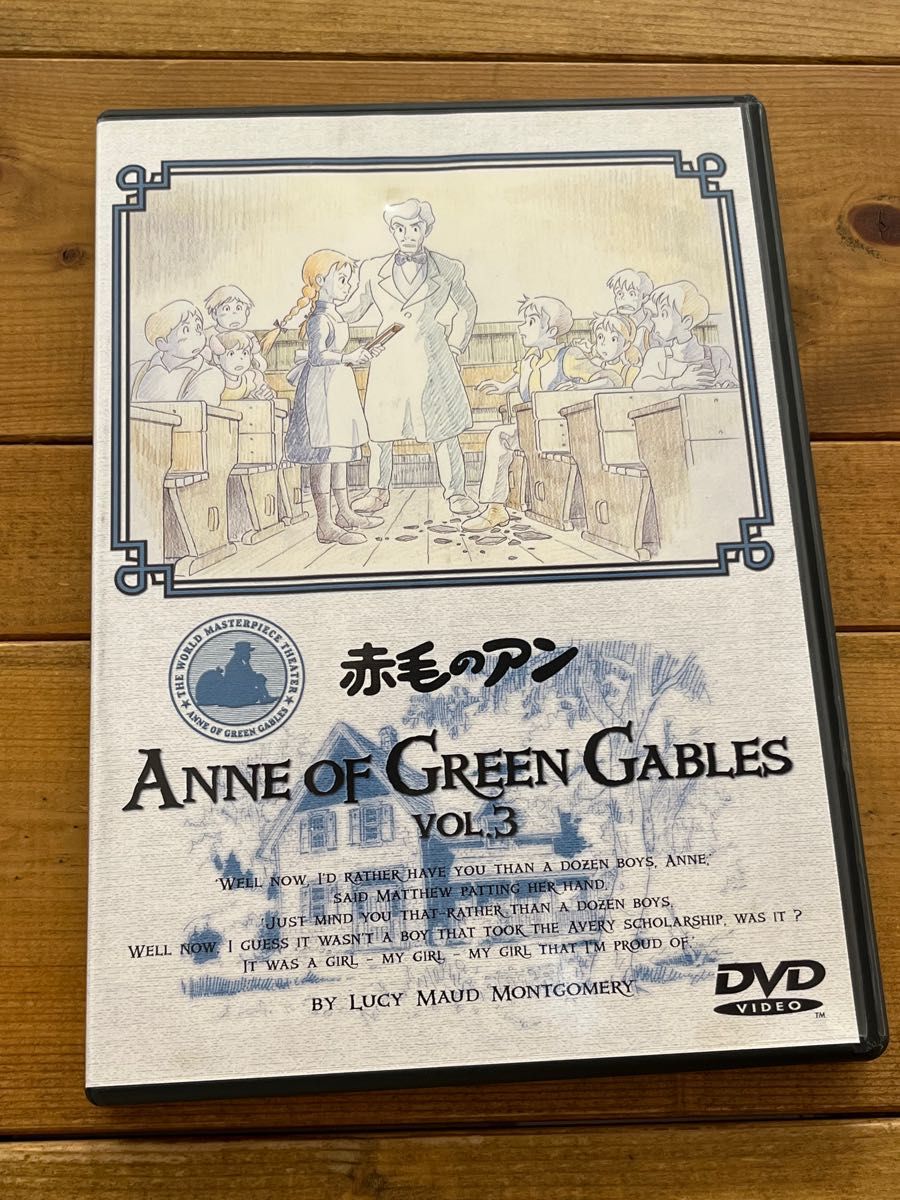 ★ THE WORLD MASTERPIECE THEATER ★
ANNE OF GREEN GABLES
赤毛のアン
ANNE OF GREEN GABLES
VOL.3
"WELL NOW, I'D RATHER HAVE YOU THAN A DOZEN BOYS, ANNE,"
SAID MATTHEW PATTING HER HAND.
"JUST MIND YOU THAT-RATHER THAN A DOZEN BOYS.
WELL NOW, I GUESS IT WASN'T A BOY THAT TOOK THE AVERY SCHOLARSHIP, WAS IT ?
IT WAS A GIRL - MY GIRL - MY GIRL THAT I'M PROUD OF."
BY LUCY MAUD MONTGOMERY
DVD
VIDEO
TM